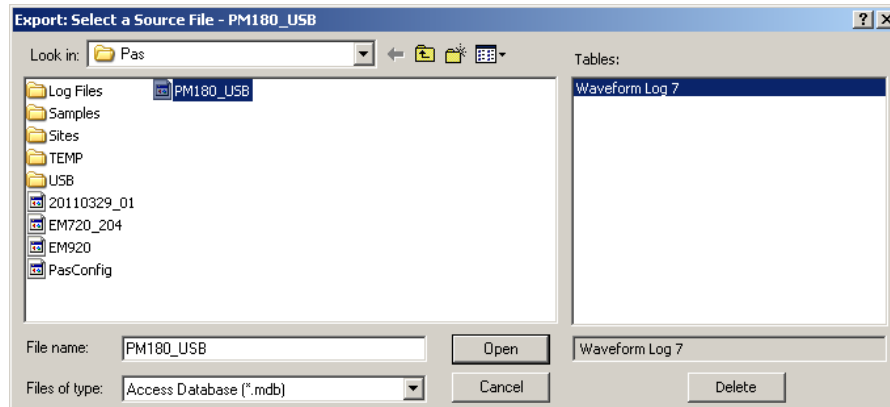 Export: Select a Source File - PM180_USB
Look in: Pas
Tables:
Log Files
Samples
Sites
TEMP
USB
20110329_01
EM720_204
EM920
PasConfig
PM180_USB
Waveform Log 7
File name: PM180_USB
Open
Waveform Log 7
Files of type: Access Database (*.mdb)
Cancel
Delete